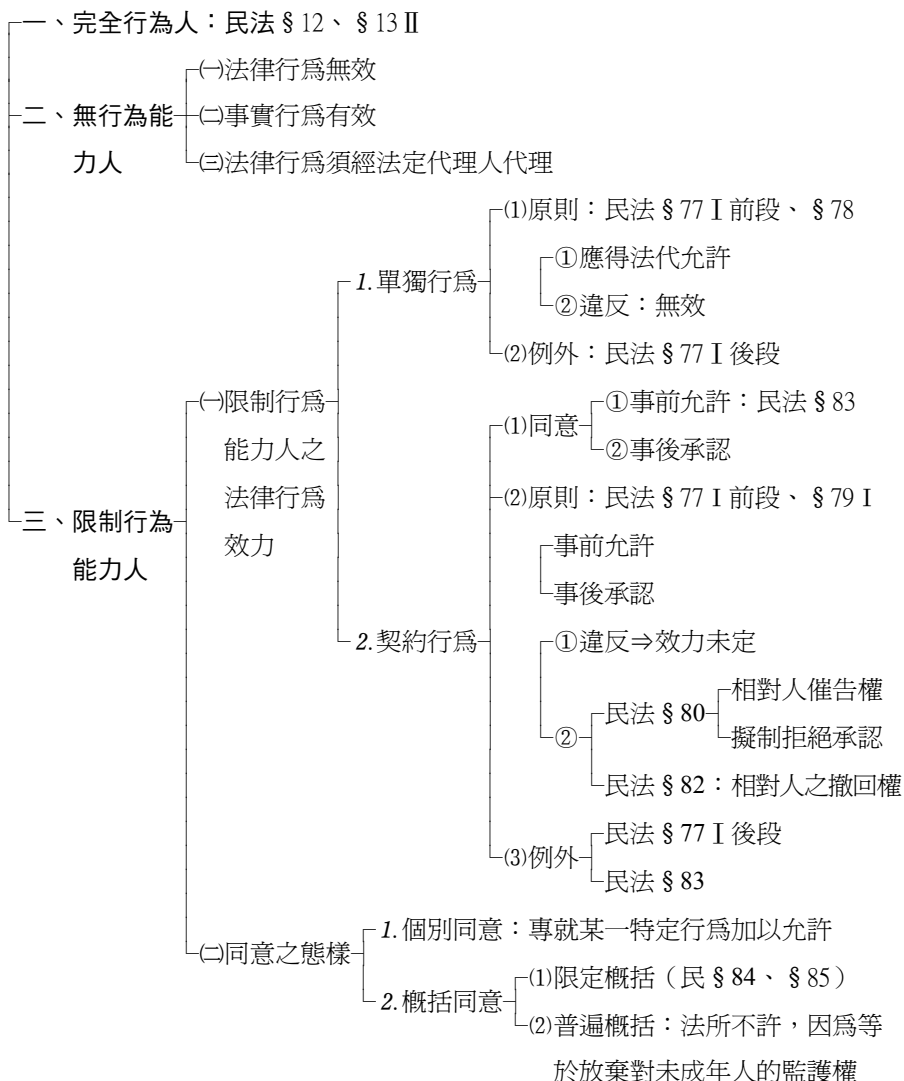 一、完全行為人：民法§12、§13Ⅱ
㈠法律行爲無效
二、無行為能
㈡事實行爲有效
力人
㈢法律行爲須經法定代理人代理
⑴原則：民法§77Ⅰ前段、§78
①應得法代允許
1.單獨行爲
②違反：無效
⑵例外：民法§77Ⅰ後段
㈠限制行爲
能力人之
法律行爲
效力
⑴同意
①事前允許：民法§83
②事後承認
⑵原則：民法§77Ⅰ前段、§79Ⅰ
三、限制行為
能力人
事前允許
事後承認
2.契約行爲
①違反⇒效力未定
②
民法§80
相對人催告權
擬制拒絕承認
民法§82：相對人之撤回權
⑶例外
民法§77Ⅰ後段
民法§83
㈡同意之態樣
1.個別同意：專就某一特定行爲加以允許
2.概括同意
⑴限定概括（民§84、§85）
⑵普遍概括：法所不許，因爲等
於放棄對未成年人的監護權